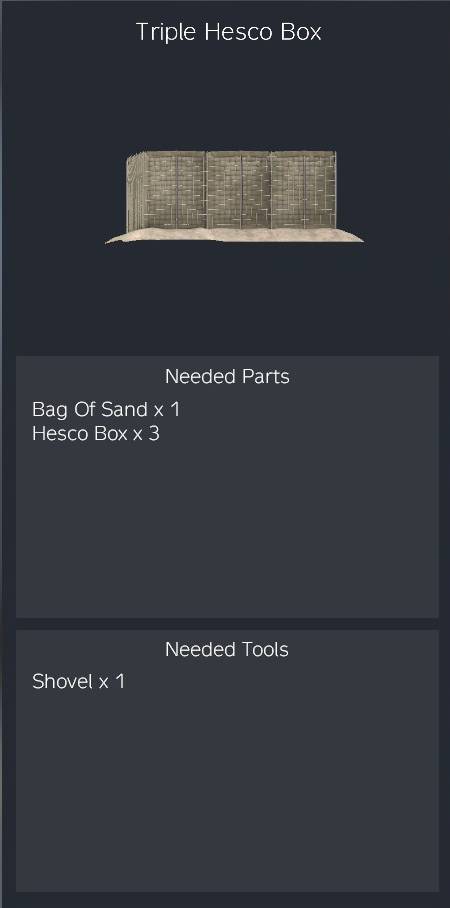 Triple Hesco Box
Needed Parts
Bag Of Sand x 1
Hesco Box x 3
Needed Tools
Shovel x 1